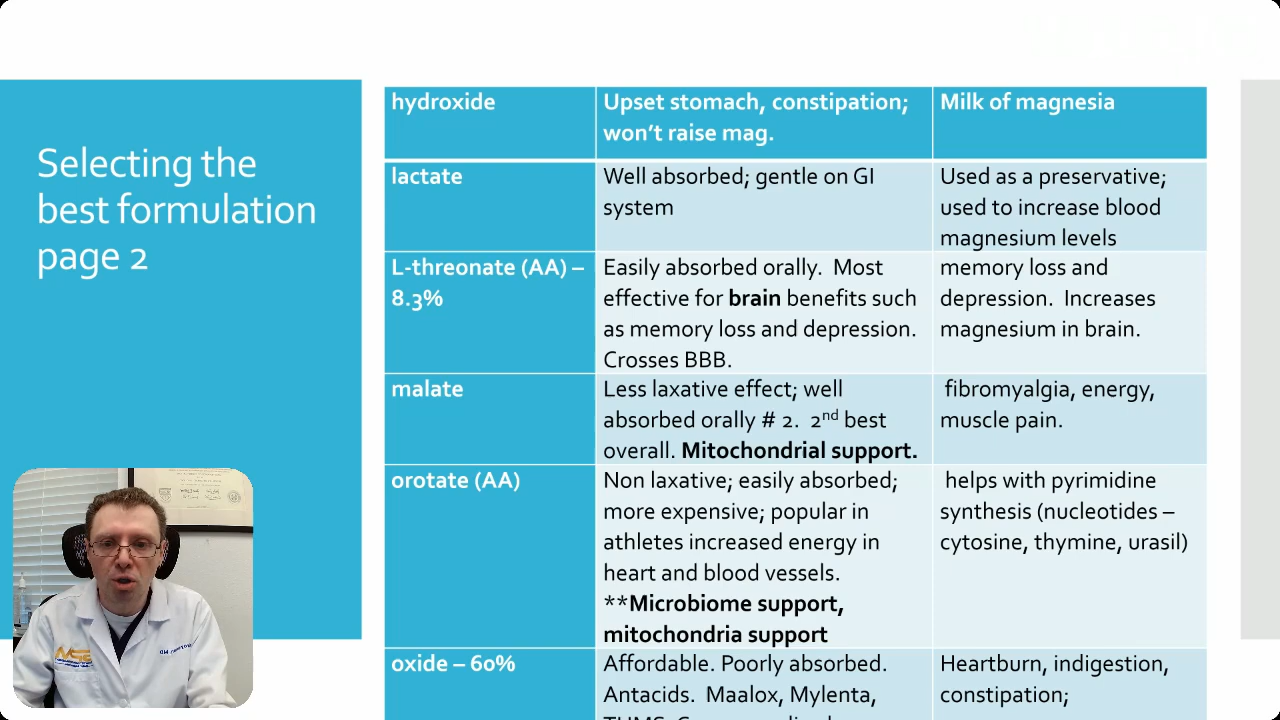 Selecting the
best formulation
page 2
hydroxide
Upset stomach, constipation;
won't raise mag.
Milk of magnesia
lactate
Well absorbed; gentle on GI
system
Used as a preservative;
used to increase blood
magnesium levels
L-threonate (AA) –
8.3%
Easily absorbed orally.  Most
effective for brain benefits such
as memory loss and depression.
Crosses BBB.
memory loss and
depression.  Increases
magnesium in brain.
malate
Less laxative effect; well
absorbed orally # 2.  2nd best
overall. Mitochondrial support.
fibromyalgia, energy,
muscle pain.
orotate (AA)
Non laxative; easily absorbed;
more expensive; popular in
athletes increased energy in
heart and blood vessels.
**Microbiome support,
mitochondria support
helps with pyrimidine
synthesis (nucleotides –
cytosine, thymine, urasil)
oxide – 60%
Affordable. Poorly absorbed.
Antacids.  Maalox, Mylenta,
Heartburn, indigestion,
constipation;